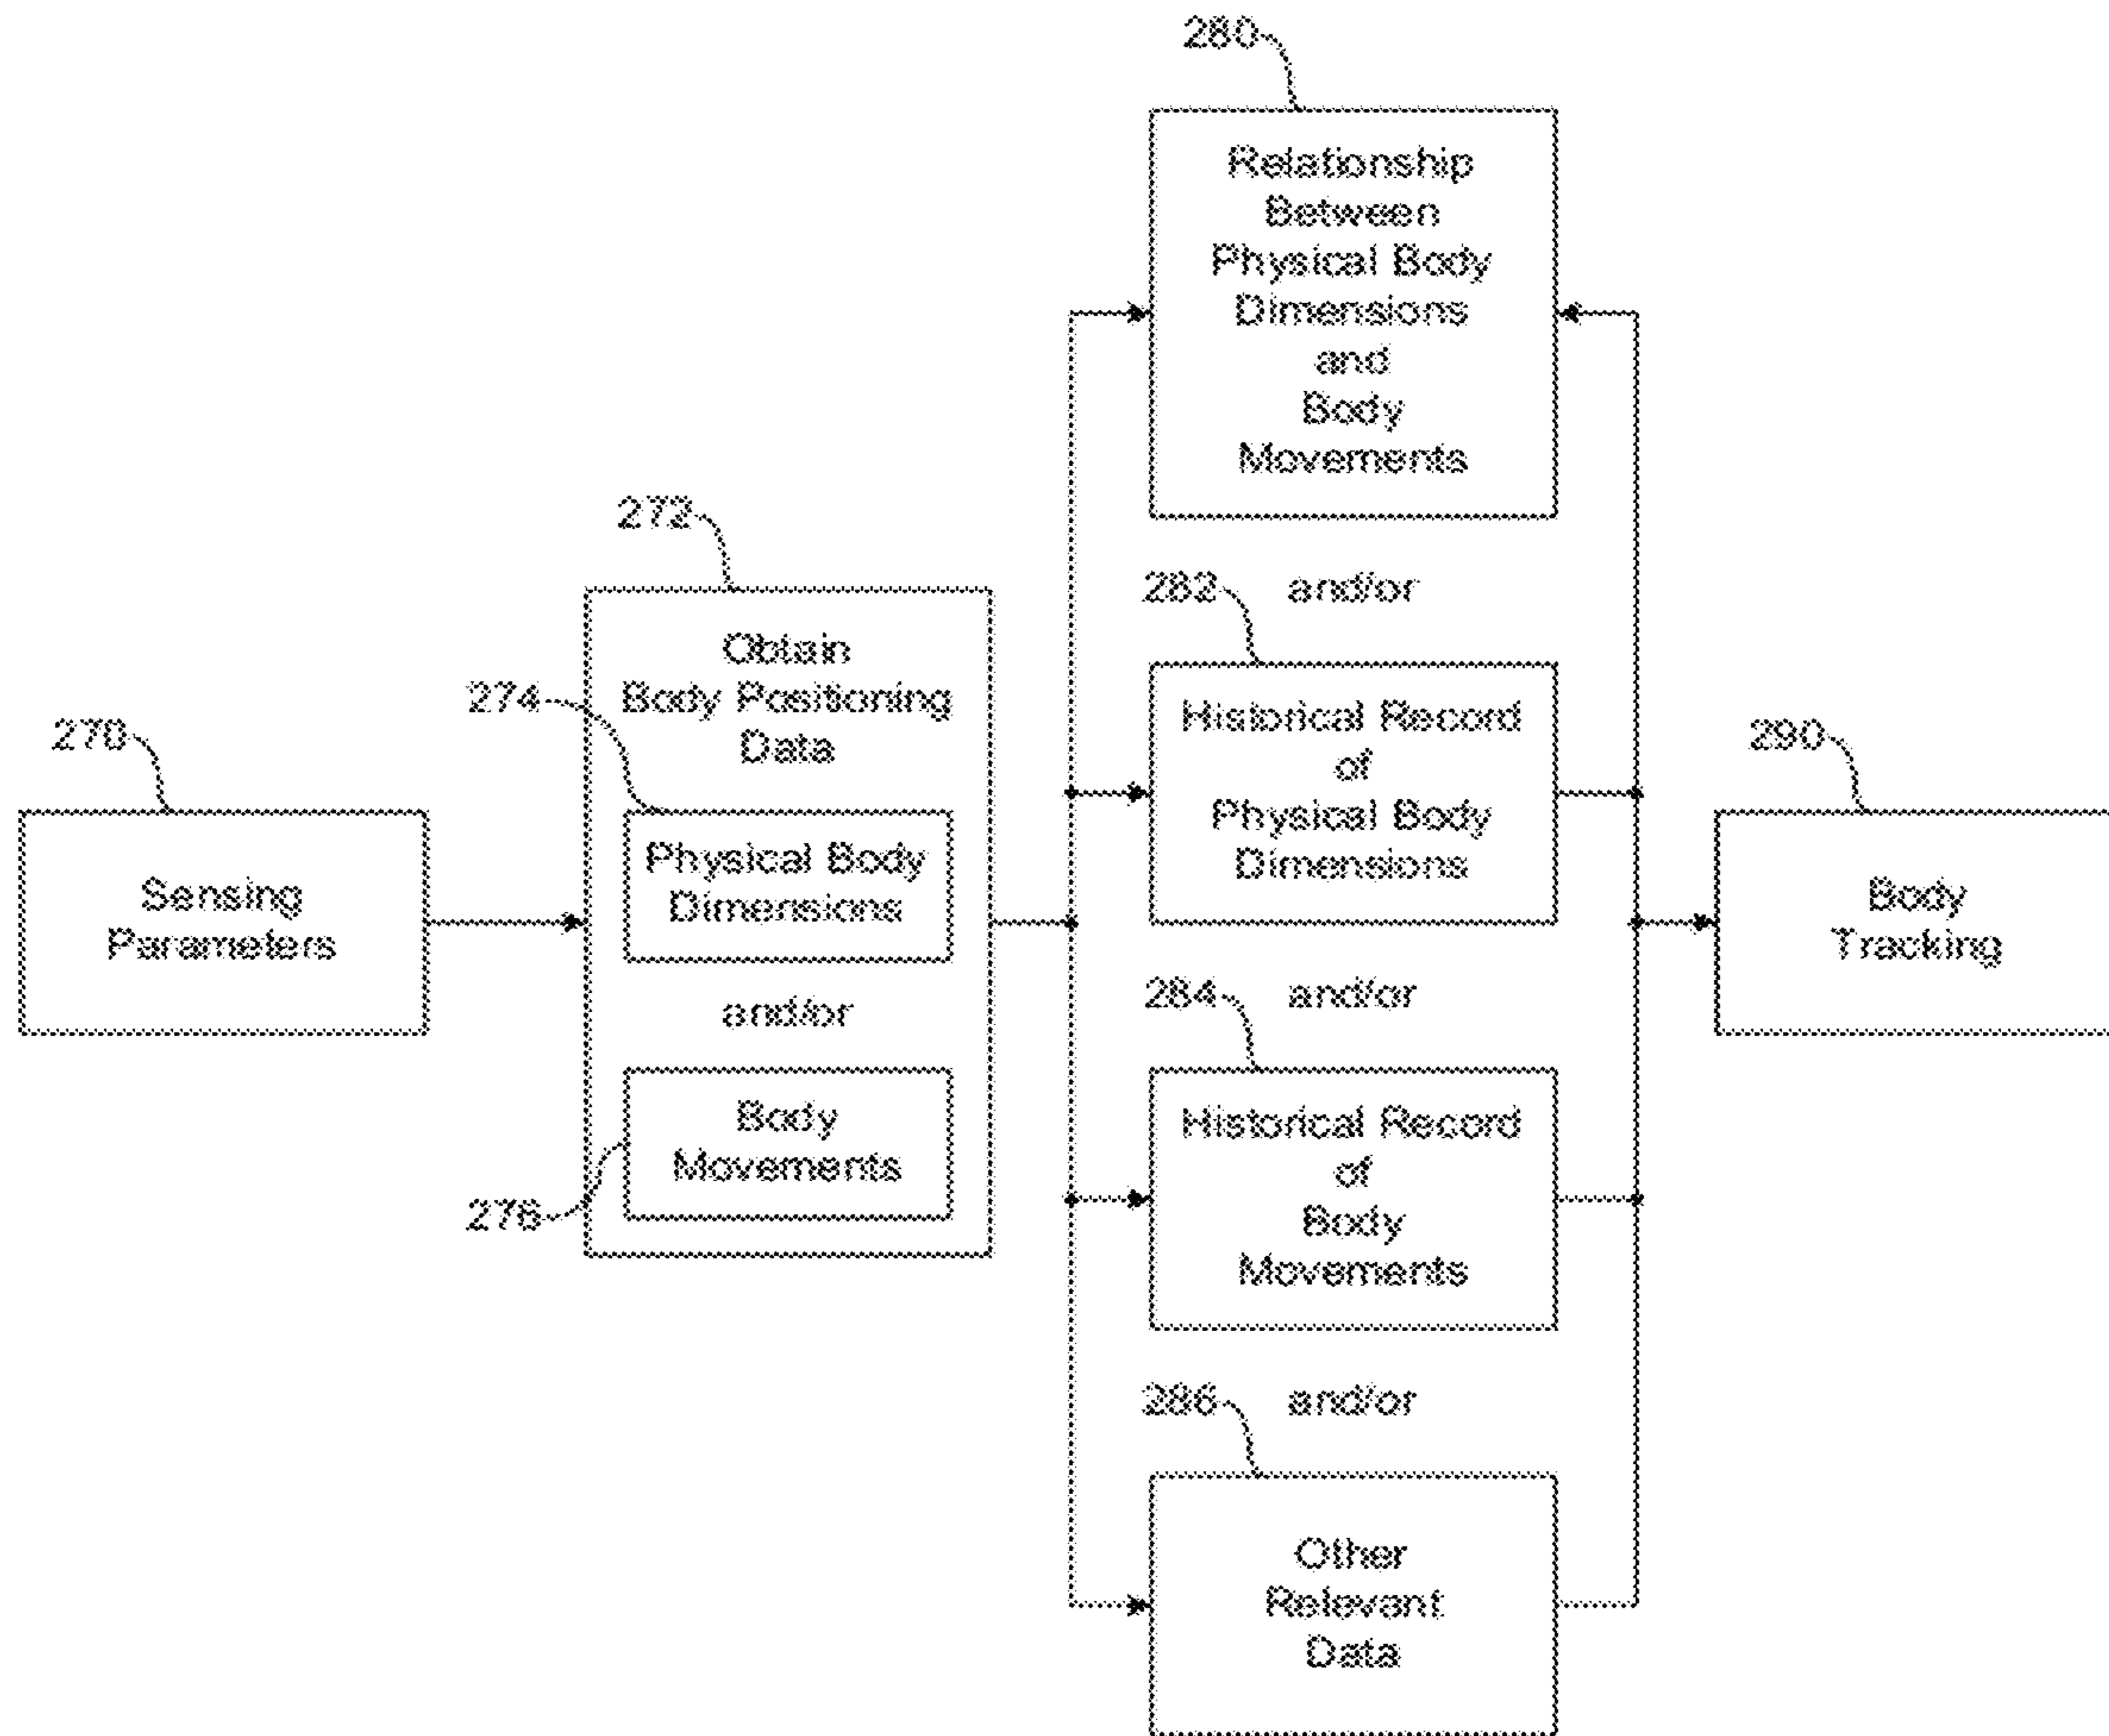 270
Sensing
Parameters
272
Obtain
Body Positioning
Data
274
Physical Body
Dimensions
and/or
276
Body
Movements
280
Relationship
Between
Physical Body
Dimensions
and
Body
Movements
and/or
282
Historical Record
of
Physical Body
Dimensions
and/or
284
Historical Record
of
Body
Movements
and/or
286
Other
Relevant
Data
290
Body
Tracking